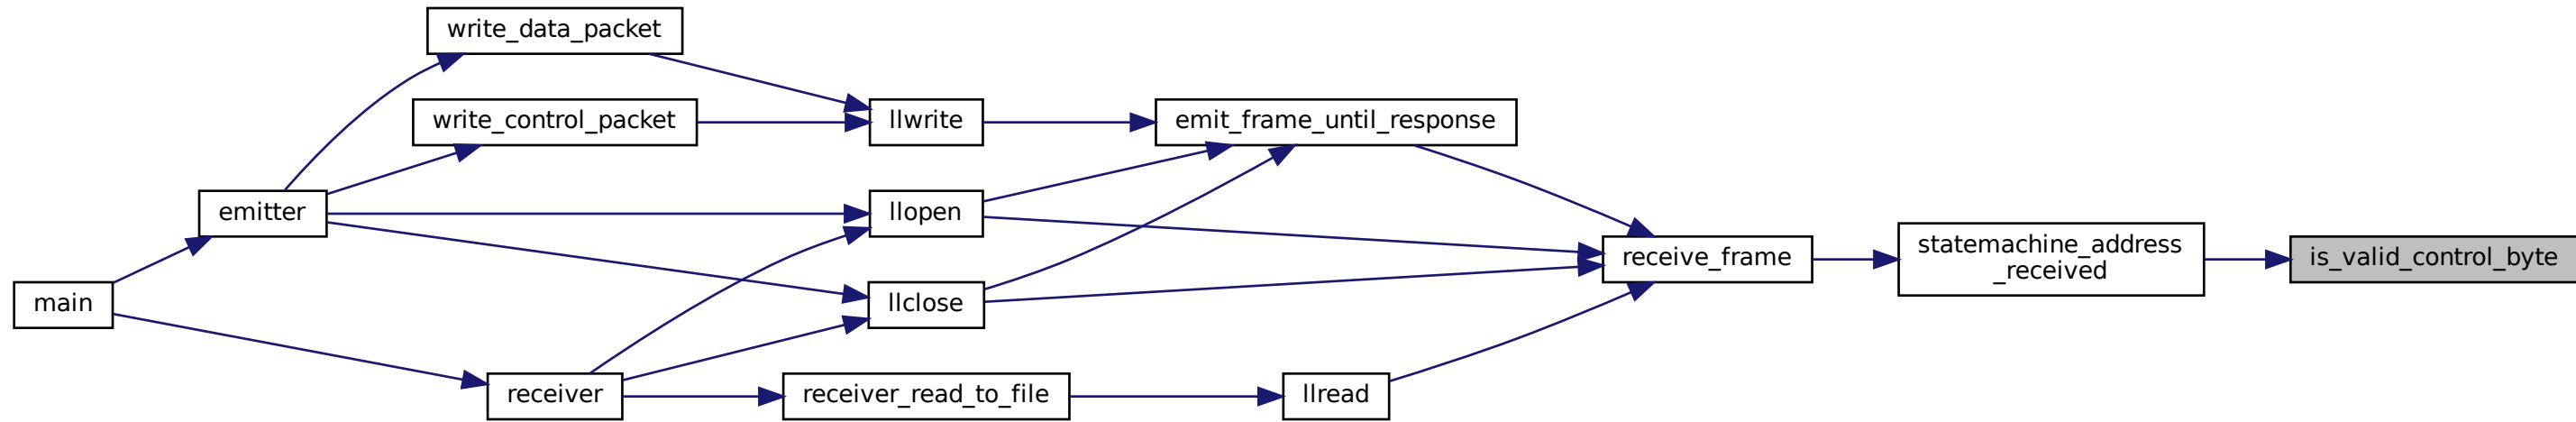 write_data_packet
write_control_packet
llwrite
emit_frame_until_response
emitter
llopen
statemachine_address
_received
receive_frame
is_valid_control_byte
main
llclose
receiver
receiver_read_to_file
llread